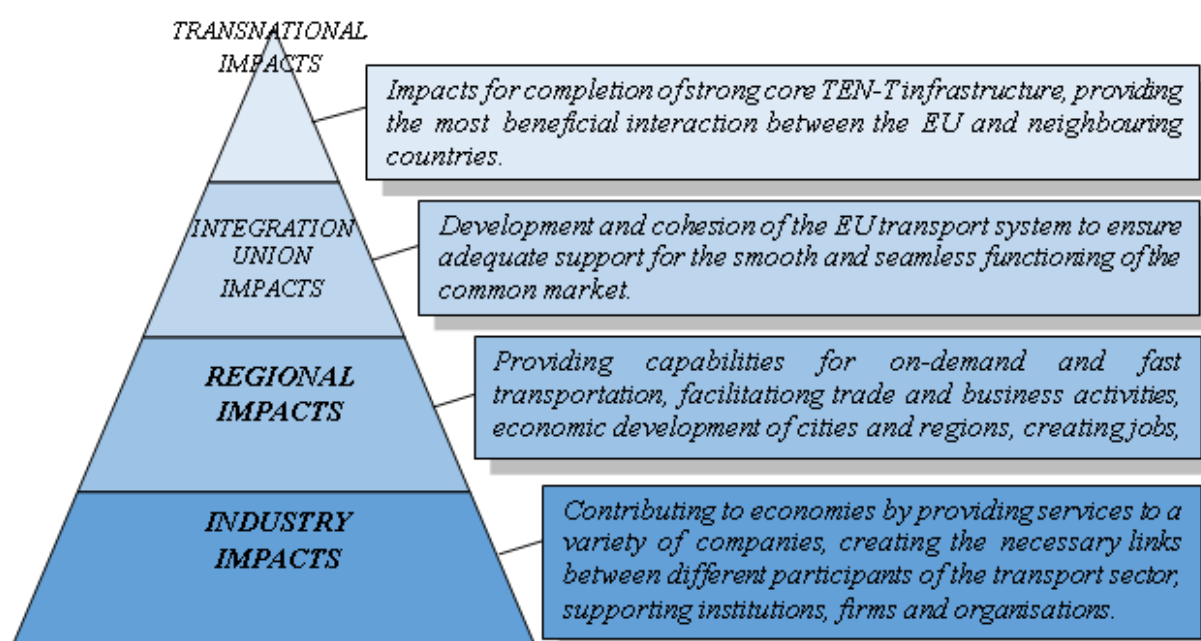 TRANSNATIONAL
IMPACTS
Impacts for completion of strong core TEN-T infrastructure, providing
the most beneficial interaction between the EU and neighbouring
countries.
INTEGRATION
UNION
IMPACTS
Development and cohesion of the EU transport system to ensure
adequate support for the smooth and seamless functioning of the
common market.
REGIONAL
IMPACTS
Providing capabilities for on-demand and fast
transportation, facilitationg trade and business activities,
economic development of cities and regions, creating jobs,
INDUSTRY
IMPACTS
Contributing to economies by providing services to a
variety of companies, creating the necessary links
between different participants of the transport sector,
supporting institutions, firms and organisations.